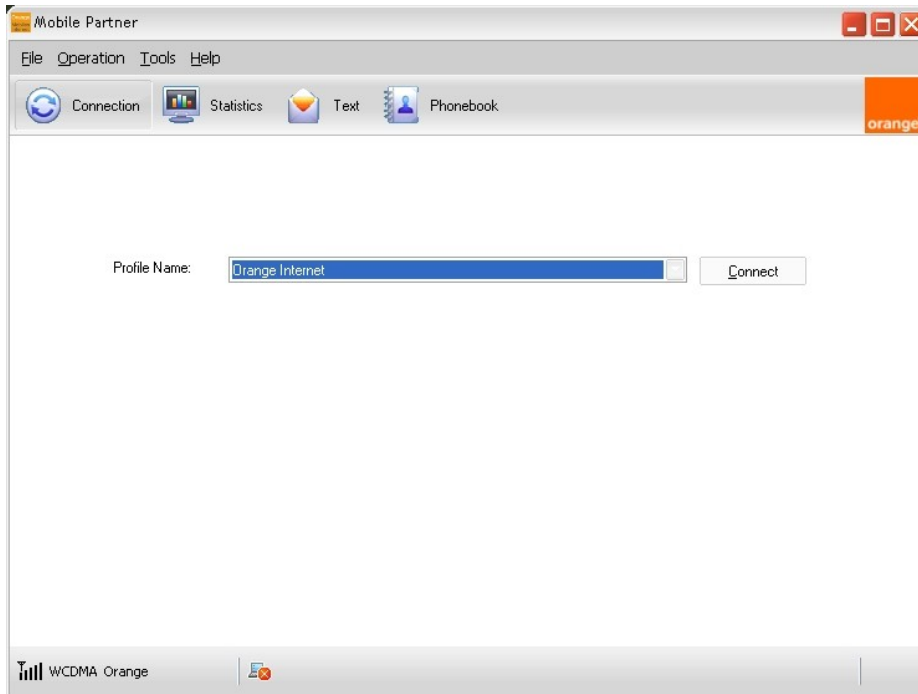 Mobile Partner
File Operation Tools Help
Connection Statistics Text Phonebook
orange
Profile Name: Orange Internet Connect
WCDMA Orange